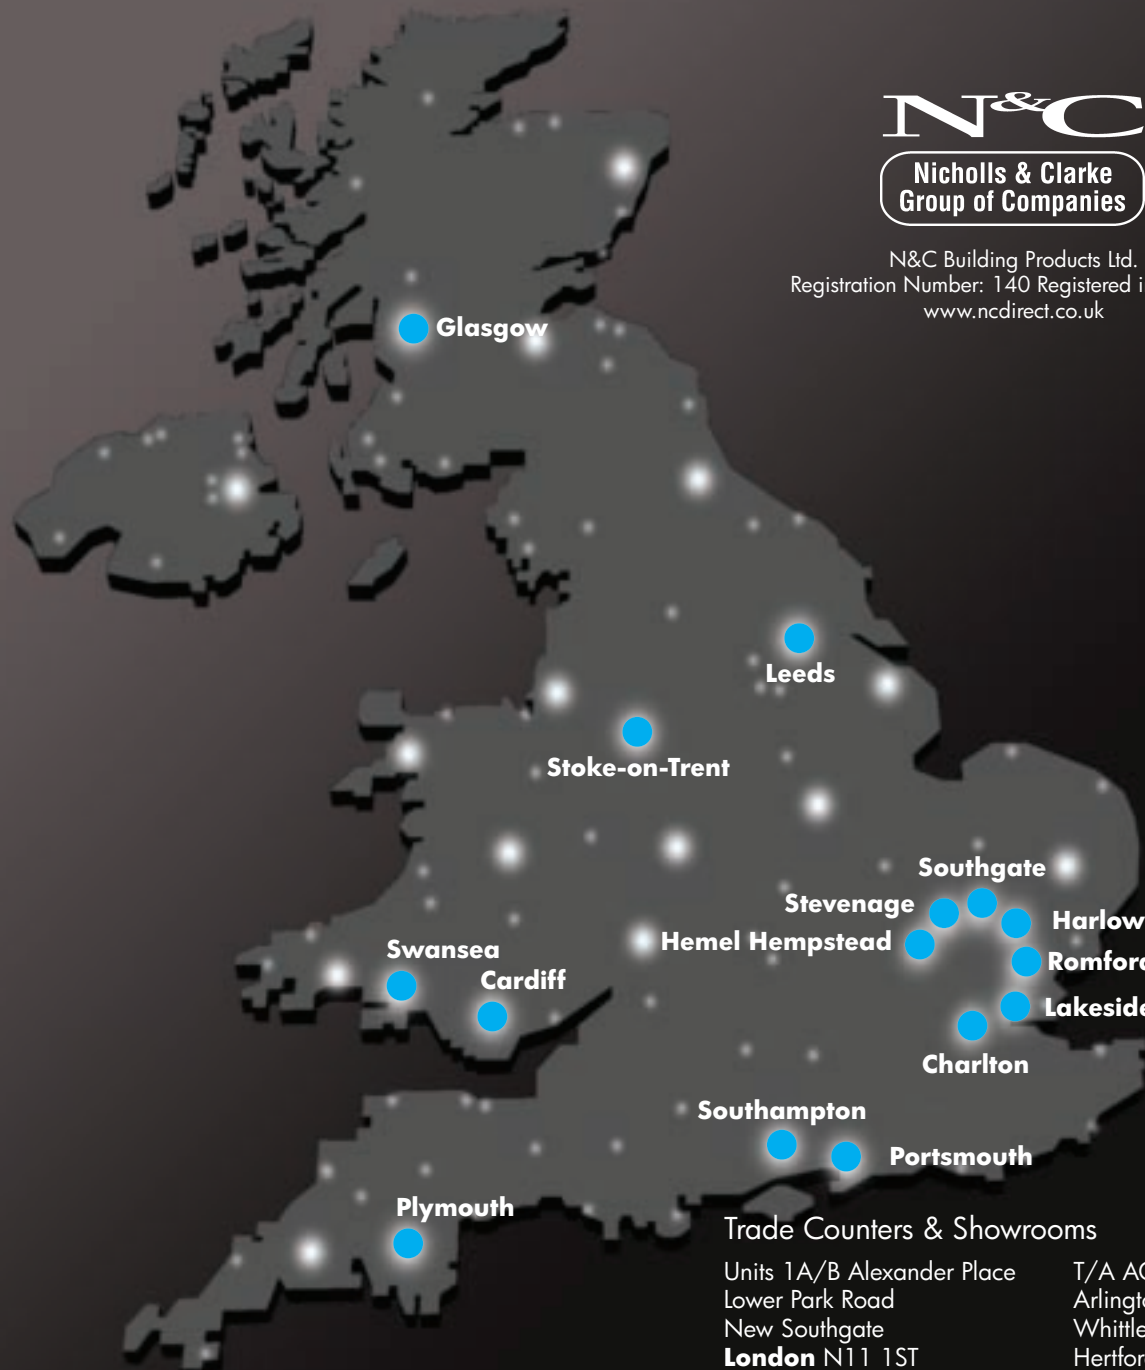 N&C
Nicholls & Clarke
Group of Companies
N&C Building Products Ltd.
Registration Number: 140 Registered
www.ncdirect.co.uk
Glasgow
Leeds
Stoke-on-Trent
Southgate
Stevenage
Harlow
Hemel Hempstead
Romford
Swansea
Cardiff
Lakeside
Charlton
Southampton
Portsmouth
Plymouth
Trade Counters & Showrooms
Units 1A/B Alexander Place
Lower Park Road
New Southgate
London N11 1ST
T/A